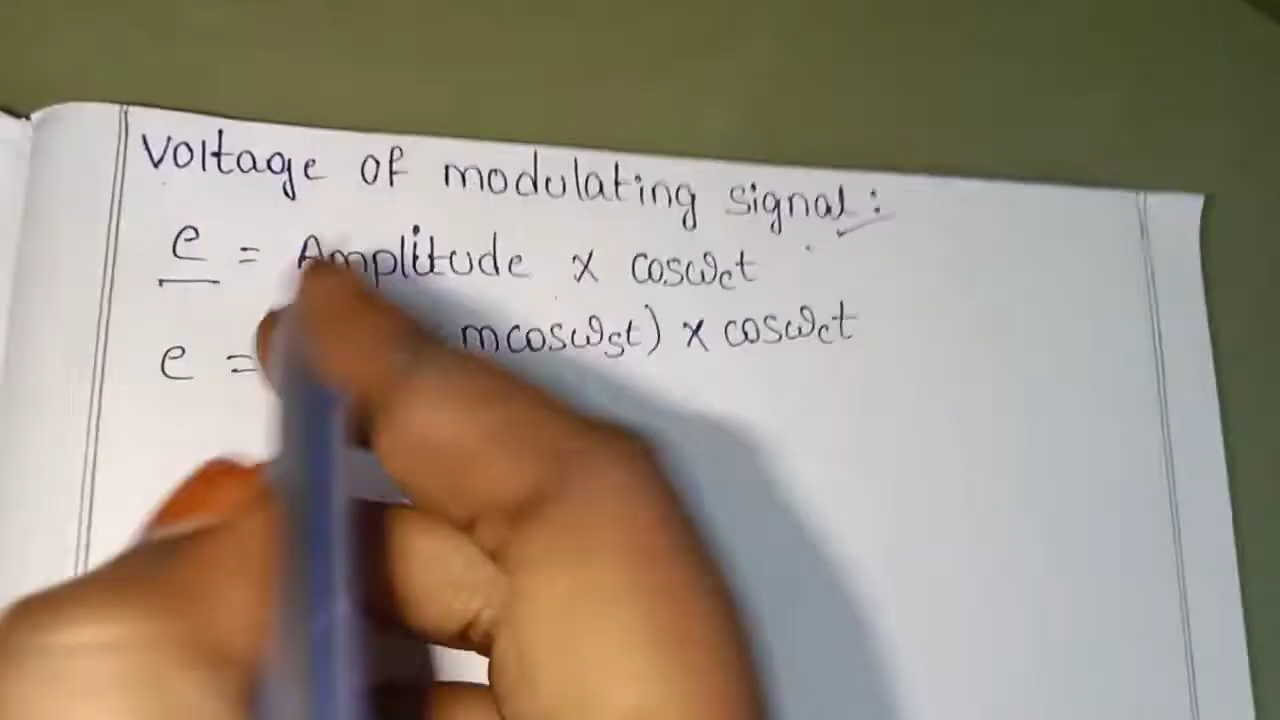 Voltage of modulating signal:
e = Amplitude × cosωct
e = mcosωst) × cosωct